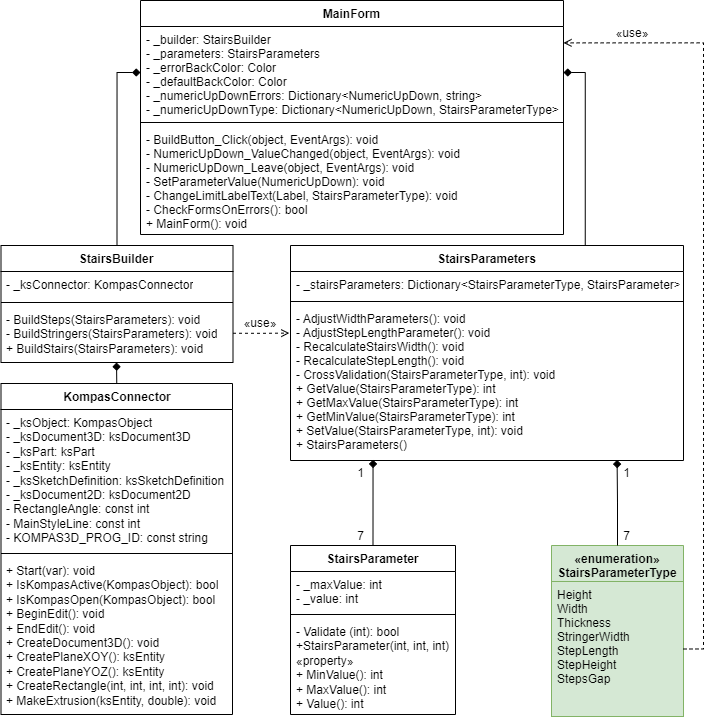 MainForm
- _builder: StairsBuilder
- _parameters: StairsParameters
- _errorBackColor: Color
- _defaultBackColor: Color
- _numericUpDownErrors: Dictionary<NumericUpDown, string>
- _numericUpDownType: Dictionary<NumericUpDown, StairsParameterType>
- BuildButton_Click(object, EventArgs): void
- NumericUpDown_ValueChanged(object, EventArgs): void
- NumericUpDown_Leave(object, EventArgs): void
- SetParameterValue(NumericUpDown): void
- ChangeLimitLabelText(Label, StairsParameterType): void
- CheckFormsOnErrors(): bool
+ MainForm(): void
«use»
StairsBuilder
- _ksConnector: KompasConnector
- BuildSteps(StairsParameters): void
- BuildStringers(StairsParameters): void
+ BuildStairs(StairsParameters): void
«use»
StairsParameters
- _stairsParameters: Dictionary<StairsParameterType, StairsParameter>
- AdjustWidthParameters(): void
- AdjustStepLengthParameter(): void
- RecalculateStairsWidth(): void
- RecalculateStepLength(): void
- CrossValidation(StairsParameterType, int): void
+ GetValue(StairsParameterType): int
+ GetMaxValue(StairsParameterType): int
+ GetMinValue(StairsParameterType): int
+ SetValue(StairsParameterType, int): void
+ StairsParameters()
KompasConnector
- _ksObject: KompasObject
- _ksDocument3D: ksDocument3D
- _ksPart: ksPart
- _ksEntity: ksEntity
- _ksSketchDefinition: ksSketchDefinition
- _ksDocument2D: ksDocument2D
- RectangleAngle: const int
- MainStyleLine: const int
- KOMPAS3D_PROG_ID: const string
+ Start(var): void
+ IsKompasActive(KompasObject): bool
+ IsKompasOpen(KompasObject): bool
+ BeginEdit(): void
+ EndEdit(): void
+ CreateDocument3D(): void
+ CreatePlaneXOY(): ksEntity
+ CreatePlaneYOZ(): ksEntity
+ CreateRectangle(int, int, int, int): void
+ MakeExtrusion(ksEntity, double): void
1
7
1
7
StairsParameter
- _maxValue: int
- _value: int
- Validate (int): bool
+StairsParameter(int, int, int)
«property»
+ MinValue(): int
+ MaxValue(): int
+ Value(): int
«enumeration»
StairsParameterType
Height
Width
Thickness
StringerWidth
StepLength
StepHeight
StepsGap